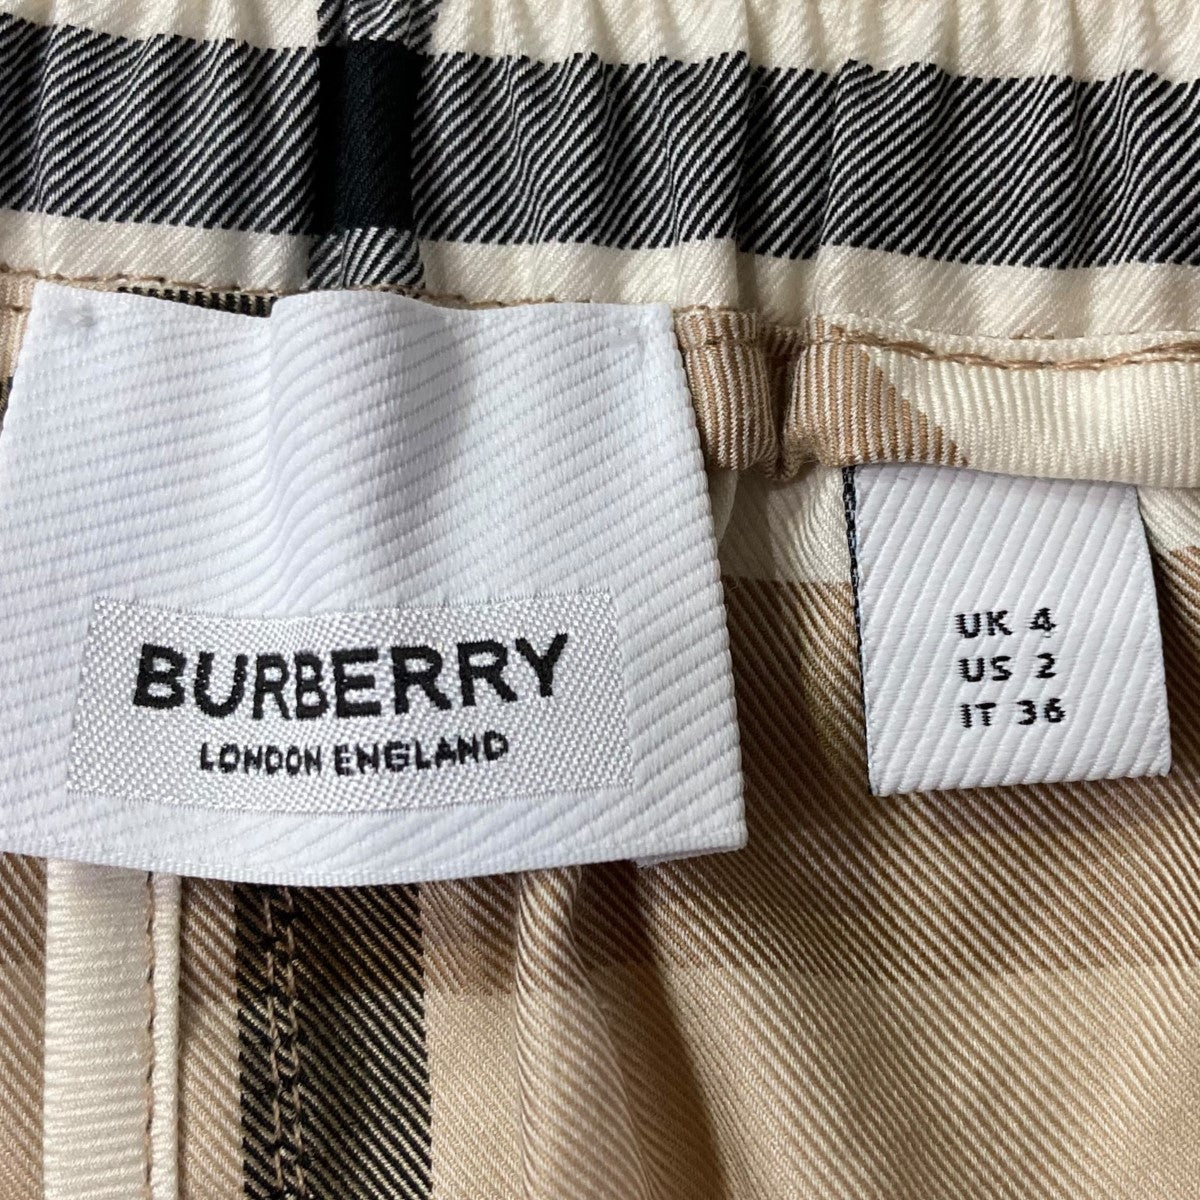 BURBERRY
LONDON ENGLAND
UK 4
US 2
IT 36